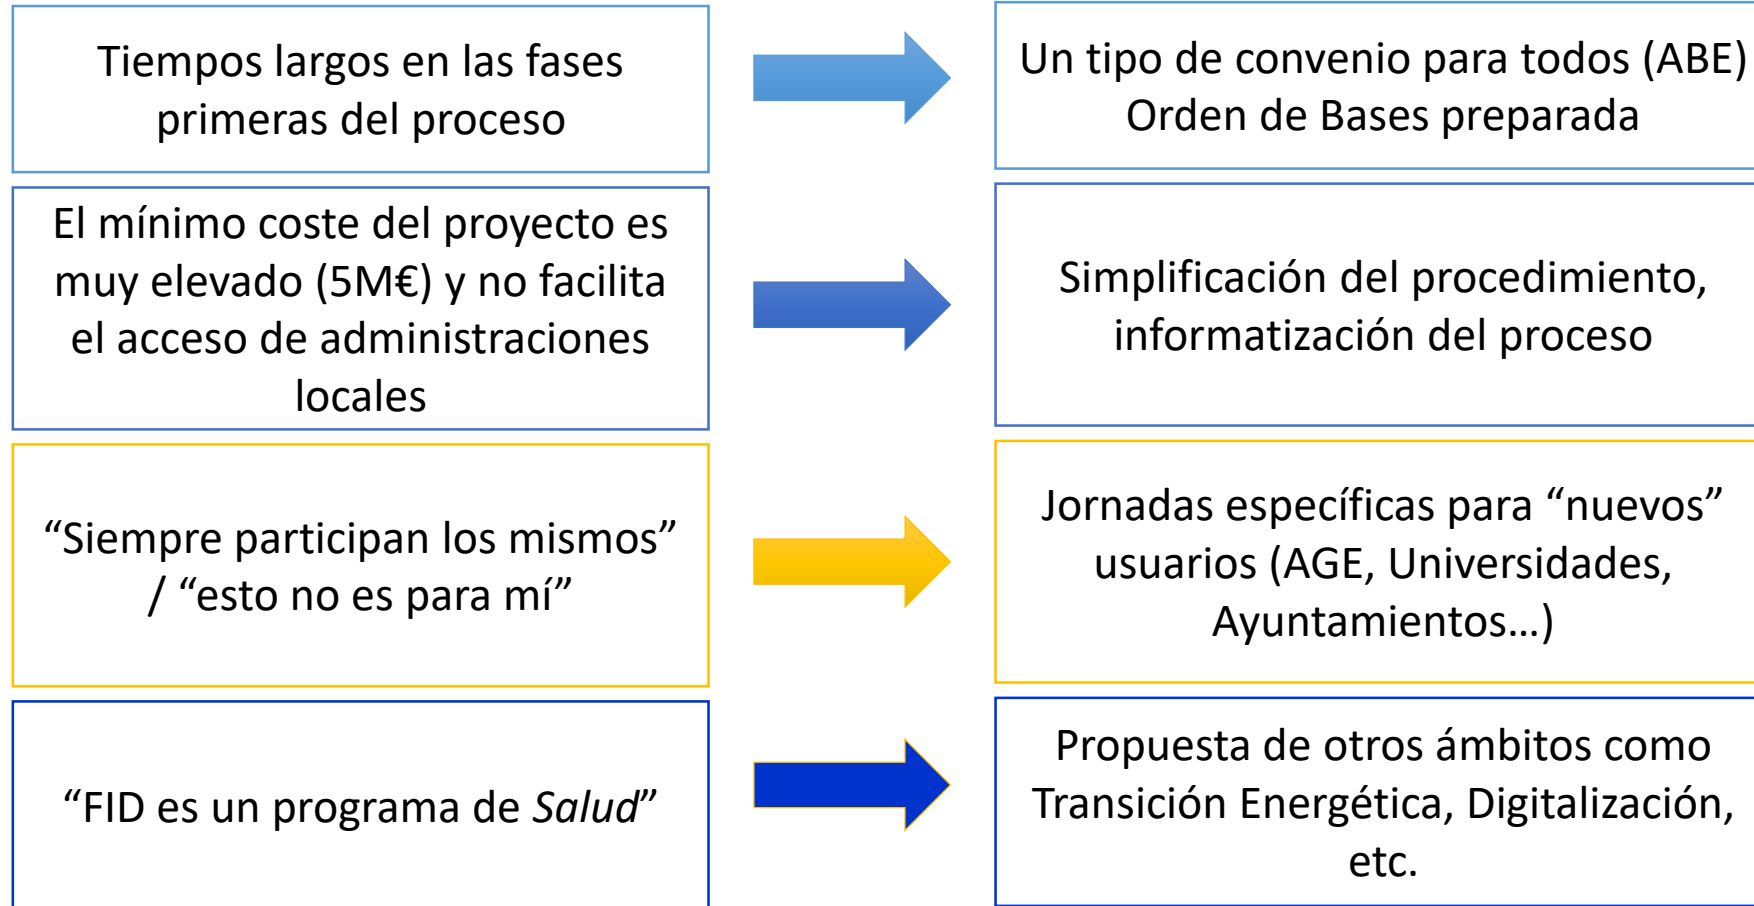 Tiempos largos en las fases
primeras del proceso
Un tipo de convenio para todos (ABE)
Orden de Bases preparada
El mínimo coste del proyecto es
muy elevado (5M€) y no facilita
el acceso de administraciones
locales
Simplificación del procedimiento,
informatización del proceso
“Siempre participan los mismos”
/ “esto no es para mí”
Jornadas específicas para “nuevos”
usuarios (AGE, Universidades,
Ayuntamientos…)
“FID es un programa de Salud”
Propuesta de otros ámbitos como
Transición Energética, Digitalización,
etc.